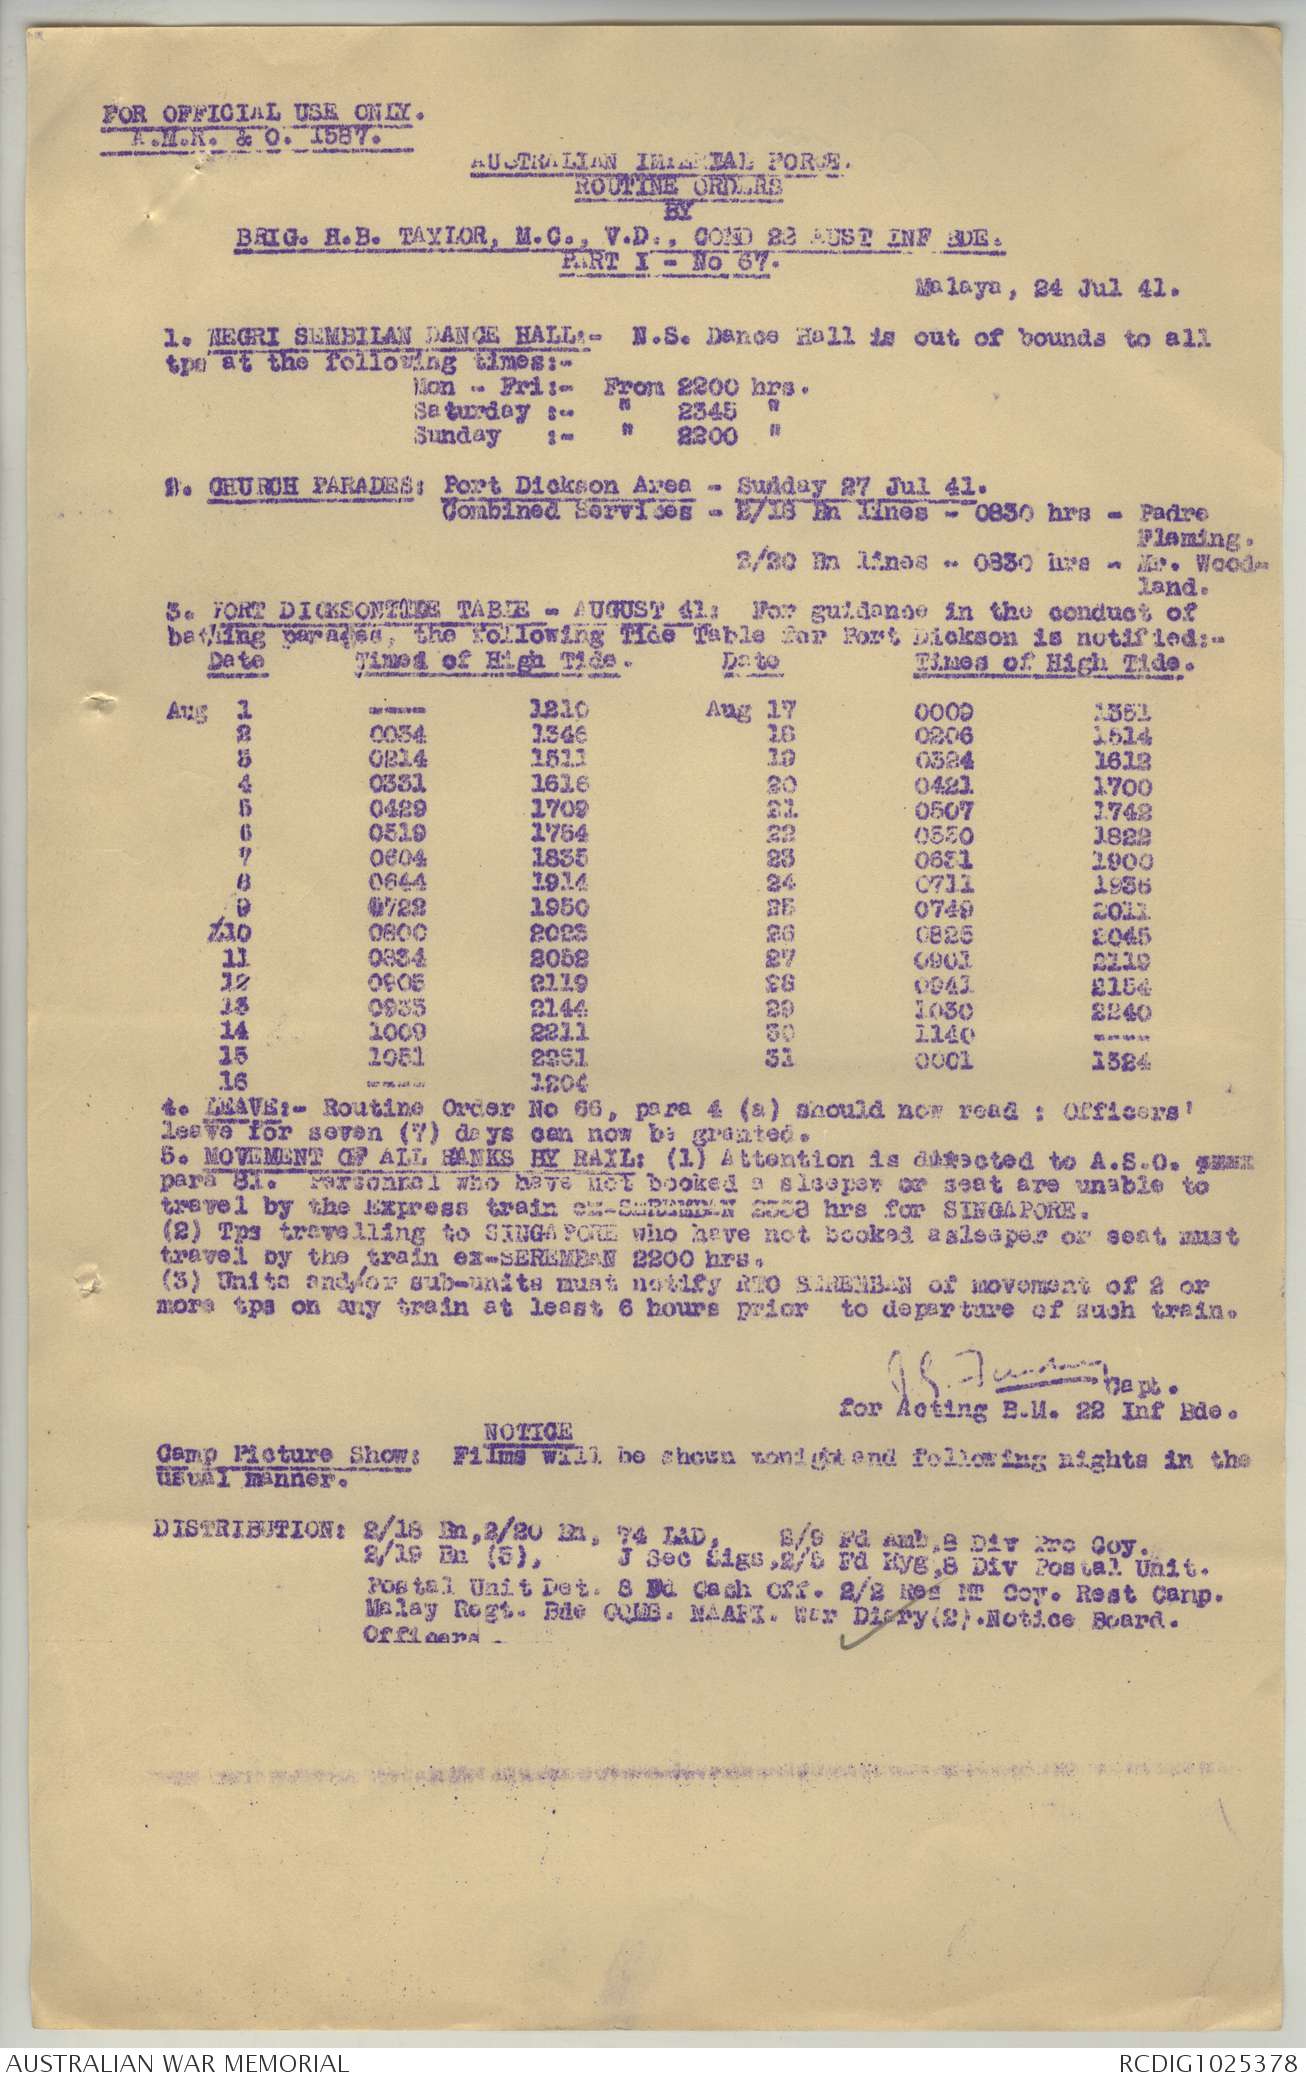 FOR OFFICIAL USE ONLY.
A.M.R. & O. 1587.
AUSTRALIAN IMPERIAL FORCE.
ROUTINE ORDERS
BY
BRIG. H.B. TAYLOR, M.C., V.D., COMD 22 AUST INF BDE.
PART I - No 67.
Malaya, 24 Jul 41.
1. NEGRI SEMBILAN DANCE HALL:- N.S. Dance Hall is out of bounds to all
tps at the following times:-
Mon - Fri:- From 2200 hrs.
Saturday :- " 2345 "
Sunday :- " 2200 "
2. CHURCH PARADES: Port Dickson Area - Sunday 27 Jul 41.
Combined Services - 2/18 Bn lines - 0830 hrs - Padre
Fleming.
2/20 Bn lines - 0830 hrs - Mr. Wood-
land.
3. PORT DICKSONTIDE TABLE - AUGUST 41: For guidance in the conduct of
bathing parades, the following Tide Table for Port Dickson is notified:-
Date Times of High Tide. Date Times of High Tide.
Aug 1 ---- 1210 Aug 17 0009 1351
2 0034 1346 18 0206 1514
3 0214 1511 19 0324 1612
4 0331 1616 20 0421 1700
5 0429 1709 21 0507 1742
6 0519 1754 22 0550 1822
7 0604 1835 23 0631 1900
8 0644 1914 24 0711 1936
9 0722 1950 25 0749 2011
10 0800 2023 26 0825 2045
11 0834 2052 27 0901 2119
12 0905 2119 28 0941 2154
13 0935 2144 29 1030 2240
14 1009 2211 30 1140 ----
15 1051 2251 31 0001 1324
16 ---- 1204
4. LEAVE:- Routine Order No 66, para 4 (a) should now read : Officers'
leave for seven (7) days can now be granted.
5. MOVEMENT OF ALL RANKS BY RAIL: (1) Attention is directed to A.S.O.
para 81. Personnal who have not booked a sleeper or seat are unable to
travel by the Express train ex-SEREMBAN 2338 hrs for SINGAPORE.
(2) Tps travelling to SINGAPORE who have not booked asleeper or seat must
travel by the train ex-SEREMBAN 2200 hrs.
(3) Units and/or sub-units must notify RTO SEREMBAN of movement of 2 or
more tps on any train at least 6 hours prior to departure of such train.
Capt.
for Acting B.M. 22 Inf Bde.
NOTICE
Camp Picture Show: Films will be shown tonight and following nights in the
usual manner.
DISTRIBUTION: 2/18 Bn, 2/20 Bn, 74 LAD, 2/9 Fd Amb, 8 Div Pro Coy.
2/19 Bn (3), J Sec Sigs, 2/5 Fd Hyg, 8 Div Postal Unit.
Postal Unit Det. 8 Fd Cash Off. 2/2 Res MT Coy. Rest Camp.
Malay Regt. Bde CQMS. NAAFI. War Diary(2). Notice Board.
Officers.
AUSTRALIAN WAR MEMORIAL
RCDIG1025378